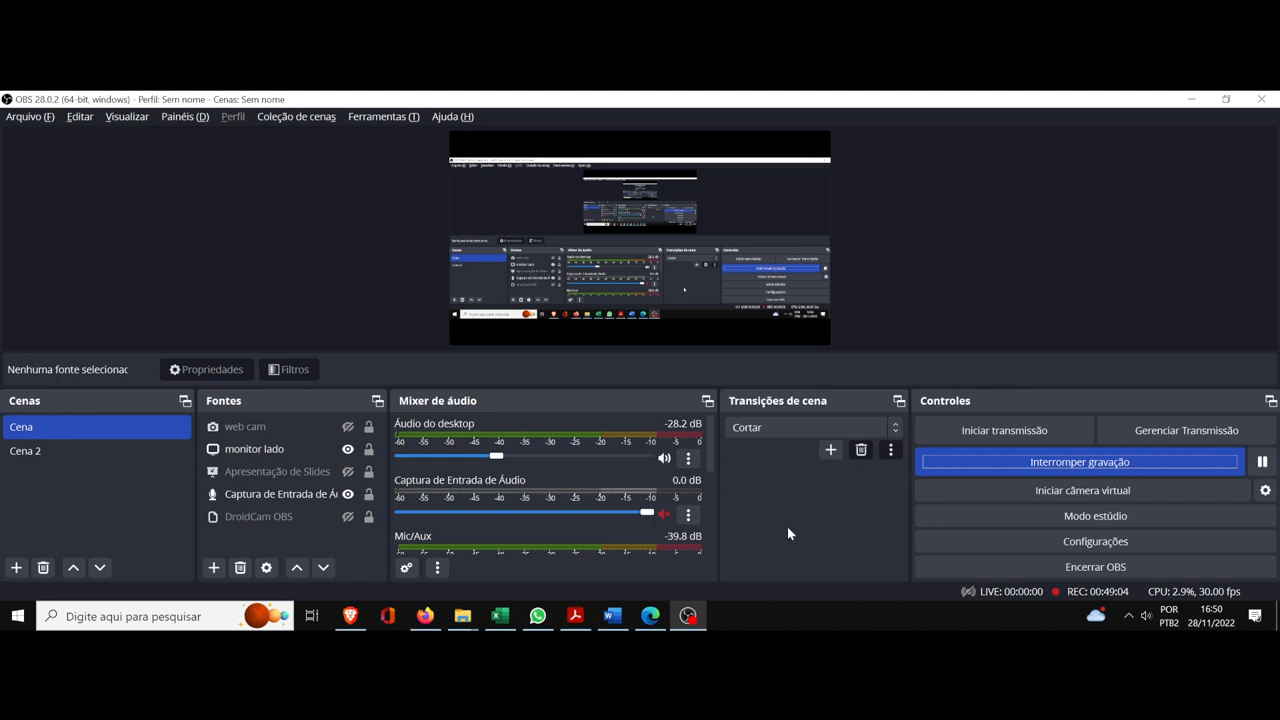 OBS 28.0.2 (64-bit, windows) - Perfil: Sem nome - Cenas: Sem nome
Arquivo (F) Editar Visualizar Painéis (D) Perfil Coleção de cenas Ferramentas (T) Ajuda (H)
Nenhuma fonte selecionac Propriedades Filtros
Cenas
Cena
Cena 2
Fontes
web cam
monitor lado
Apresentação de Slides
Captura de Entrada de Áu
DroidCam OBS
Mixer de áudio
Áudio do desktop -28.2 dB
-60 -55 -50 -45 -40 -35 -30 -25 -20 -15 -10 -5 0
Captura de Entrada de Áudio 0.0 dB
-60 -55 -50 -45 -40 -35 -30 -25 -20 -15 -10 -5 0
Mic/Aux -39.8 dB
Transições de cena
Cortar
Controles
Iniciar transmissão Gerenciar Transmissão
Interromper gravação
Iniciar câmera virtual
Modo estúdio
Configurações
Encerrar OBS
LIVE: 00:00:00 REC: 00:49:04 CPU: 2.9%, 30.00 fps
Digite aqui para pesquisar
POR
PTB2
16:50
28/11/2022